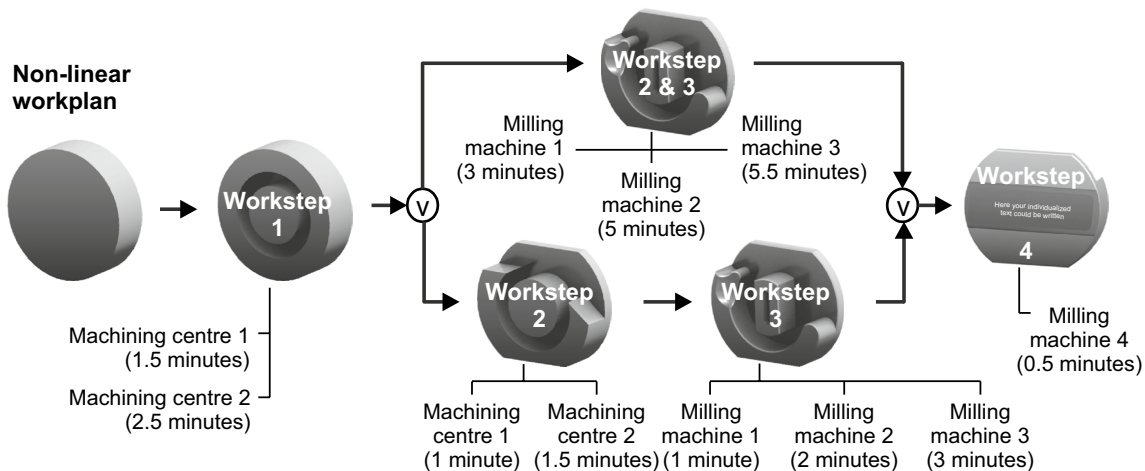 Non-linear
workplan
Workstep
1
Machining centre 1
(1.5 minutes)
Machining centre 2
(2.5 minutes)
v
Workstep
2 & 3
Milling
machine 1
(3 minutes)
Milling
machine 2
(5 minutes)
Milling
machine 3
(5.5 minutes)
Workstep
2
Machining
centre 1
(1 minute)
Machining
centre 2
(1.5 minutes)
Workstep
3
Milling
machine 1
(1 minute)
Milling
machine 2
(2 minutes)
Milling
machine 3
(3 minutes)
v
Workstep
Here your individualized
text could be written
4
Milling
machine 4
(0.5 minutes)